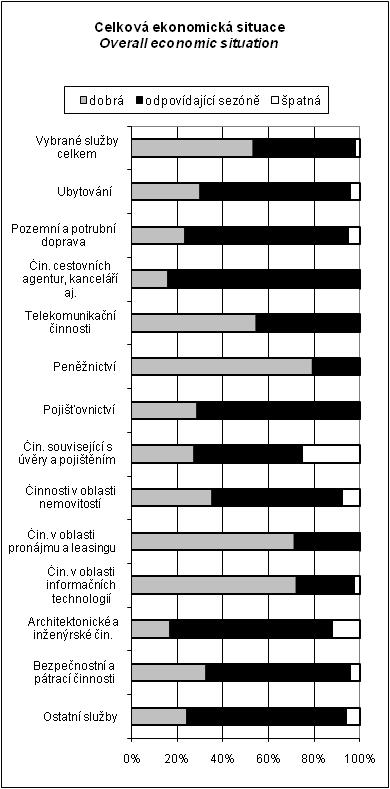 Celková ekonomická situace
Overall economic situation
dobrá odpovídající sezóně špatná
Vybrané služby
celkem
Ubytování
Pozemní a potrubní
doprava
Čin. cestovních
agentur, kanceláří
aj.
Telekomunikační
činnosti
Peněžnictví
Pojišťovnictví
Čin. související s
úvěry a pojištěním
Činnosti v oblasti
nemovitostí
Čin. v oblasti
pronájmu a leasingu
Čin. v oblasti
informačních
technologií
Architektonické a
inženýrské čin.
Bezpečnostní a
pátrací činnosti
Ostatní služby
0% 20% 40% 60% 80% 100%